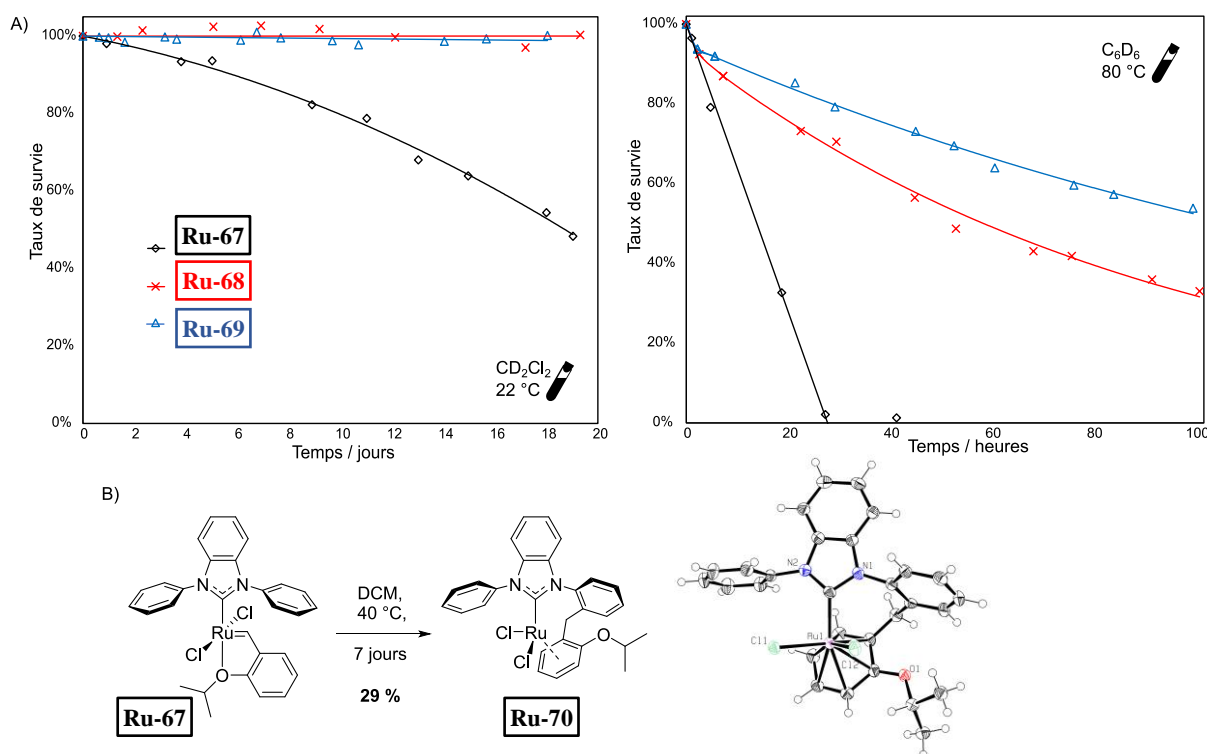 A)
Taux de survie
100%
80%
60%
40%
20%
0%
0 2 4 6 8 10 12 14 16 18 20
Temps / jours
Ru-67
Ru-68
Ru-69
CD2Cl2
22 °C
Taux de survie
100%
80%
60%
40%
20%
0%
0 20 40 60 80 100
Temps / heures
C6D6
80 °C
B)
N N
Cl
Ru
Cl
O
Ru-67
DCM,
40 °C,
7 jours
29 %
N N
Cl Ru
Cl
O
Ru-70
N2 N1
Ru1
Cl1
Cl2
O1